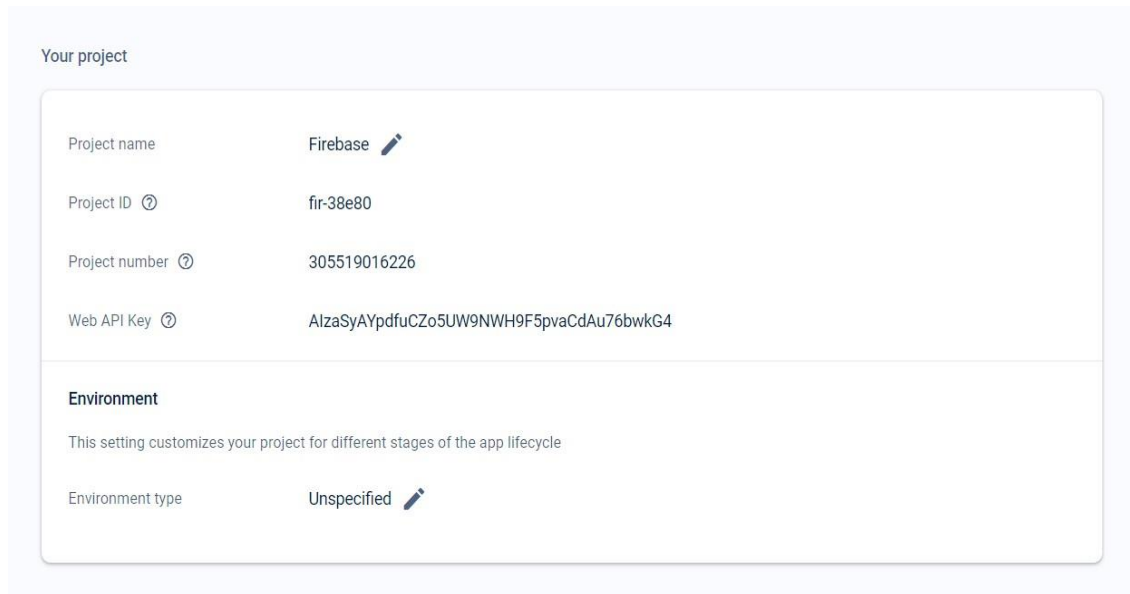 Your project
Project name Firebase
Project ID fir-38e80
Project number 305519016226
Web API Key AIzaSyAYpdfuCZo5UW9NWH9F5pvaCdAu76bwkG4
Environment
This setting customizes your project for different stages of the app lifecycle
Environment type Unspecified